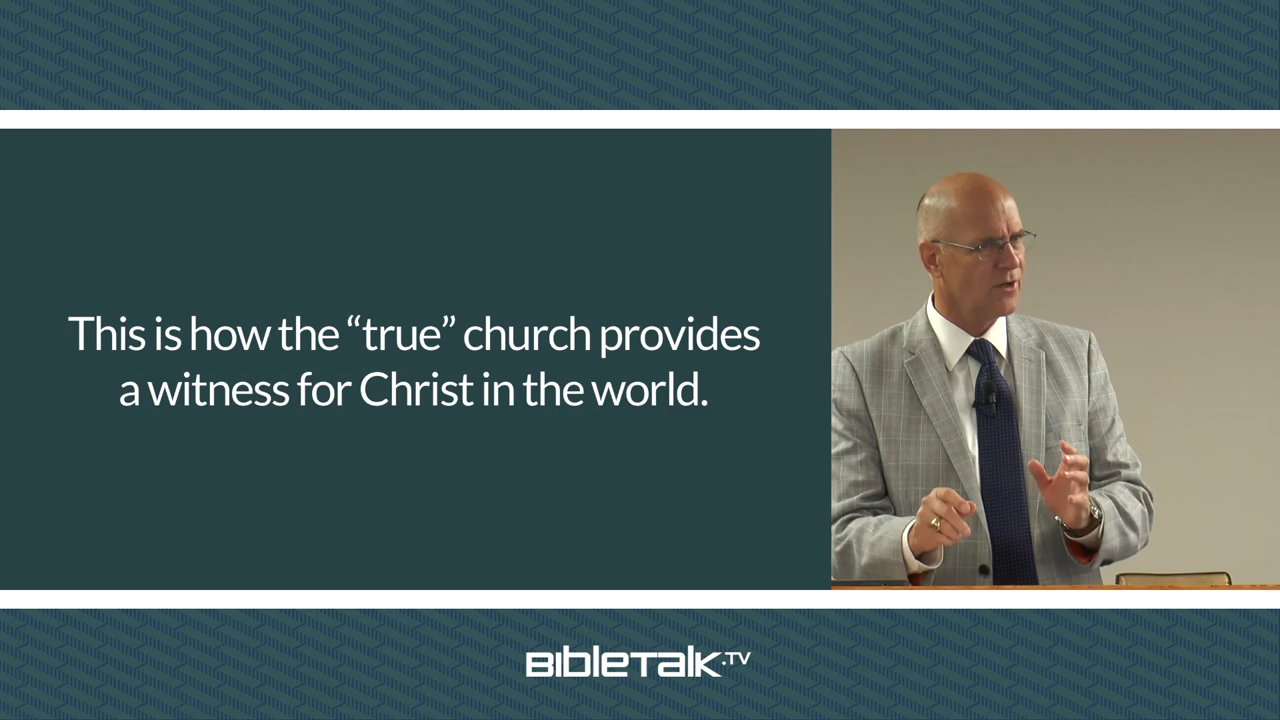 This is how the “true” church provides
a witness for Christ in the world.
BIBLETALK.TV